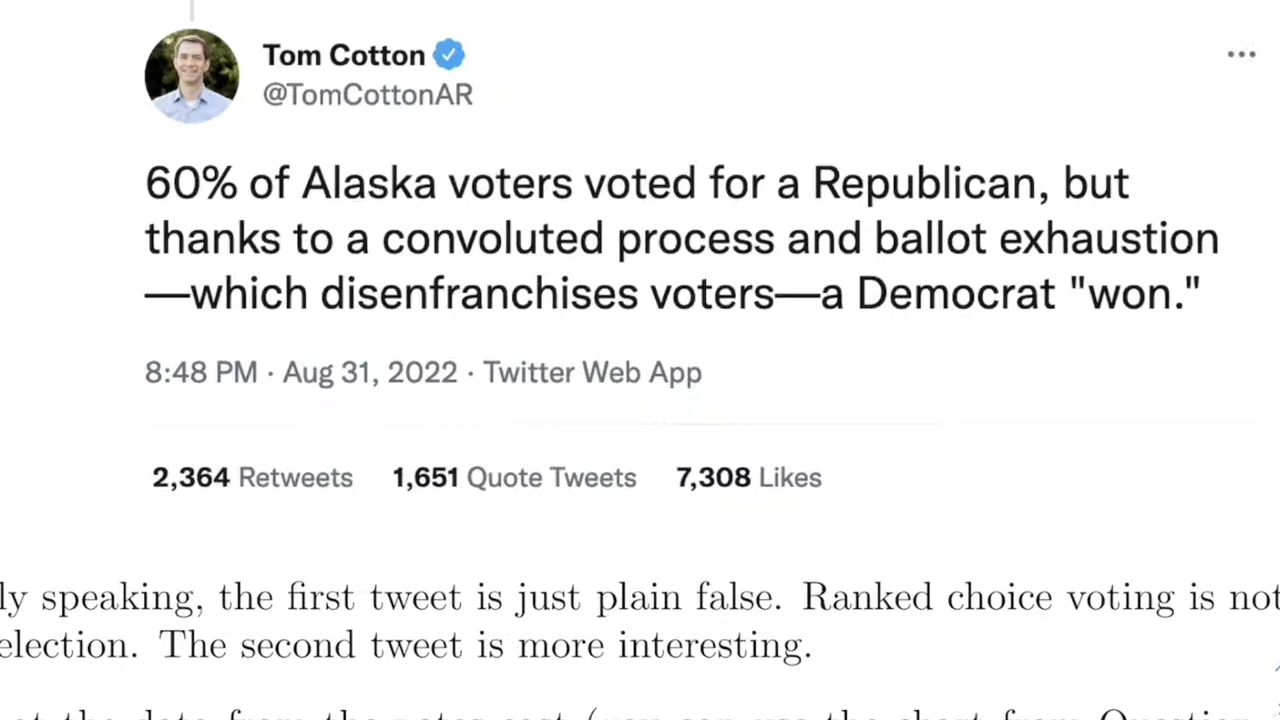 Tom Cotton
@TomCottonAR
60% of Alaska voters voted for a Republican, but
thanks to a convoluted process and ballot exhaustion
—which disenfranchises voters—a Democrat "won."
8:48 PM · Aug 31, 2022 · Twitter Web App
2,364 Retweets 1,651 Quote Tweets 7,308 Likes
ly speaking, the first tweet is just plain false. Ranked choice voting is not
election. The second tweet is more interesting.